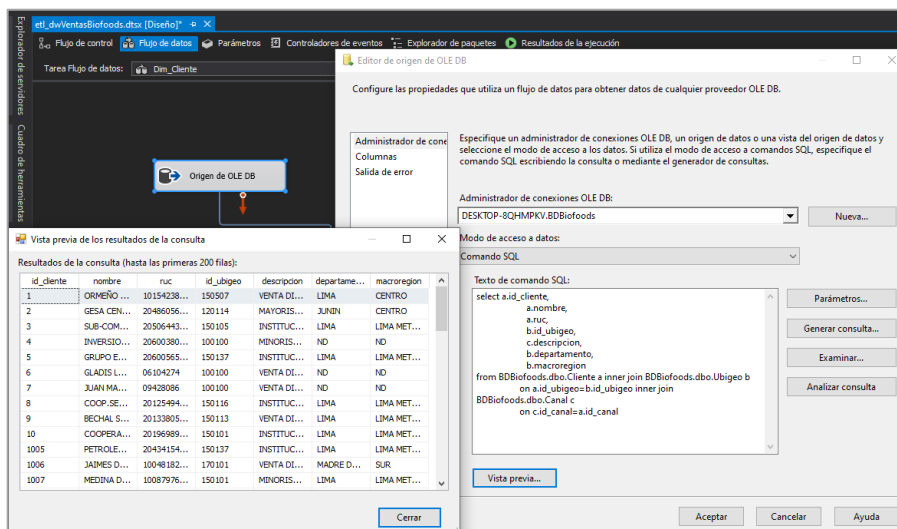 Explorador de servidores
Cuadro de herramientas
etl_dwVentasBiofoods.dtsx [Diseño]*
Flujo de control
Flujo de datos
Parámetros
Controladores de eventos
Explorador de paquetes
Resultados de la ejecución
Tarea Flujo de datos:
Dim_Cliente
Origen de OLE DB
Editor de origen de OLE DB
Configure las propiedades que utiliza un flujo de datos para obtener datos de cualquier proveedor OLE DB.
Administrador de cone
Columnas
Salida de error
Especifique un administrador de conexiones OLE DB, un origen de datos o una vista del origen de datos y
seleccione el modo de acceso a los datos. Si utiliza el modo de acceso a comandos SQL, especifique el
comando SQL escribiendo la consulta o mediante el generador de consultas.
Administrador de conexiones OLE DB:
DESKTOP-8QHMPKV.BDBiofoods
Nueva...
Modo de acceso a datos:
Comando SQL
Texto de comando SQL:
select a.id_cliente,
a.nombre,
a.ruc,
b.id_ubigeo,
c.descripcion,
b.departamento,
b.macroregion
from BDBiofoods.dbo.Cliente a inner join BDBiofoods.dbo.Ubigeo b
on a.id_ubigeo=b.id_ubigeo inner join
BDBiofoods.dbo.Canal c
on c.id_canal=a.id_canal
Parámetros...
Generar consulta...
Examinar...
Analizar consulta
Vista previa...
Aceptar
Cancelar
Ayuda
Vista previa de los resultados de la consulta
Resultados de la consulta (hasta las primeras 200 filas):
id_cliente nombre ruc id_ubigeo descripcion departame... macroregion
1 ORMEÑO ... 10154238... 150507 VENTA DI... LIMA CENTRO
2 GESA CEN... 20486056... 120114 MAYORIS... JUNIN CENTRO
3 SUB-COM... 20506443... 150105 INSTITUC... LIMA LIMA MET...
4 INVERSIO... 20600380... 100100 MINORIS... ND ND
5 GRUPO E... 20600565... 150137 INSTITUC... LIMA LIMA MET...
6 GLADIS L... 06104274 100100 VENTA DI... ND ND
7 JUAN MA... 09428086 100100 VENTA DI... ND ND
8 COOP.SE... 20125494... 150116 INSTITUC... LIMA LIMA MET...
9 BECHAL S... 20133805... 150113 VENTA DI... LIMA LIMA MET...
10 COOPERA... 20196989... 150101 INSTITUC... LIMA LIMA MET...
1005 PETROLE... 20434154... 150137 INSTITUC... LIMA LIMA MET...
1006 JAIMES D... 10048182... 170101 VENTA DI... MADRE D... SUR
1007 MEDINA D... 10087976... 150101 MINORIS... LIMA LIMA MET...
Cerrar